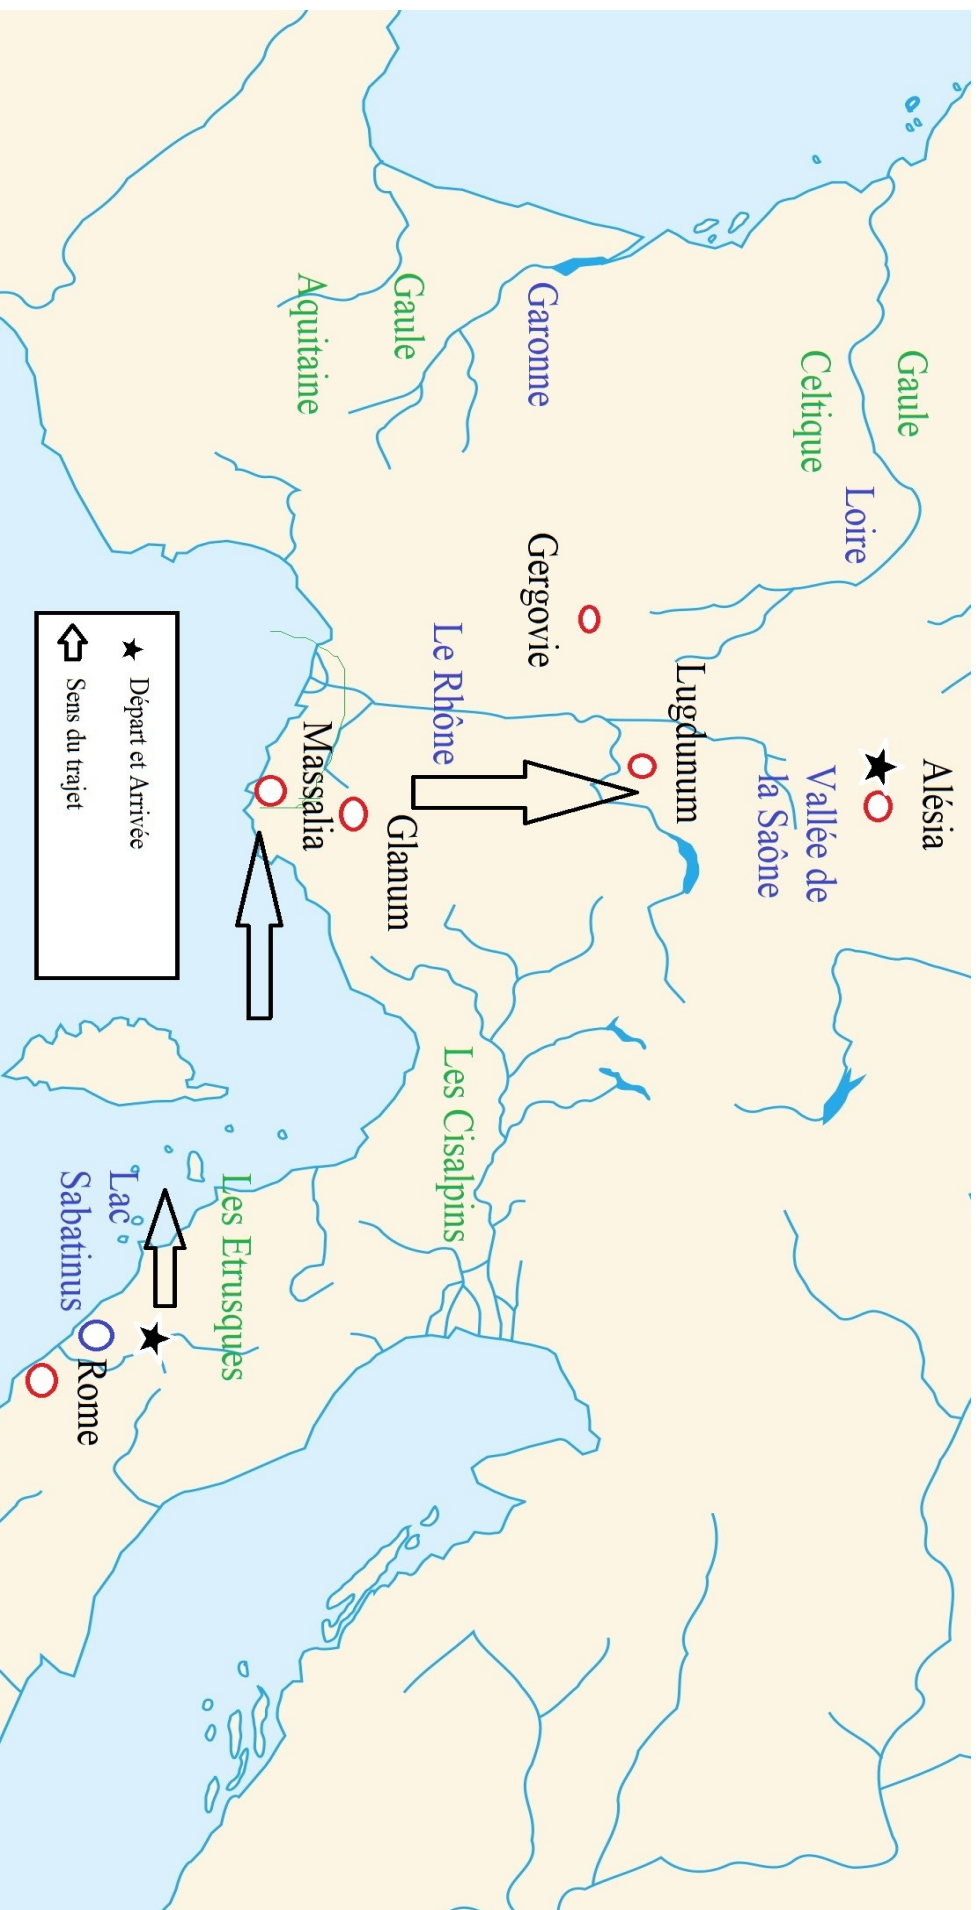 Alésia
Gaule
Celtique
Loire
Vallée de
la Saône
Lugdunum
Gergovie
Garonne
Le Rhône
Gaule
Aquitaine
Glanum
Massalia
Les Cisalpins
Les Etrusques
Lac
Sabatinus
Rome
Départ et Arrivée
Sens du trajet